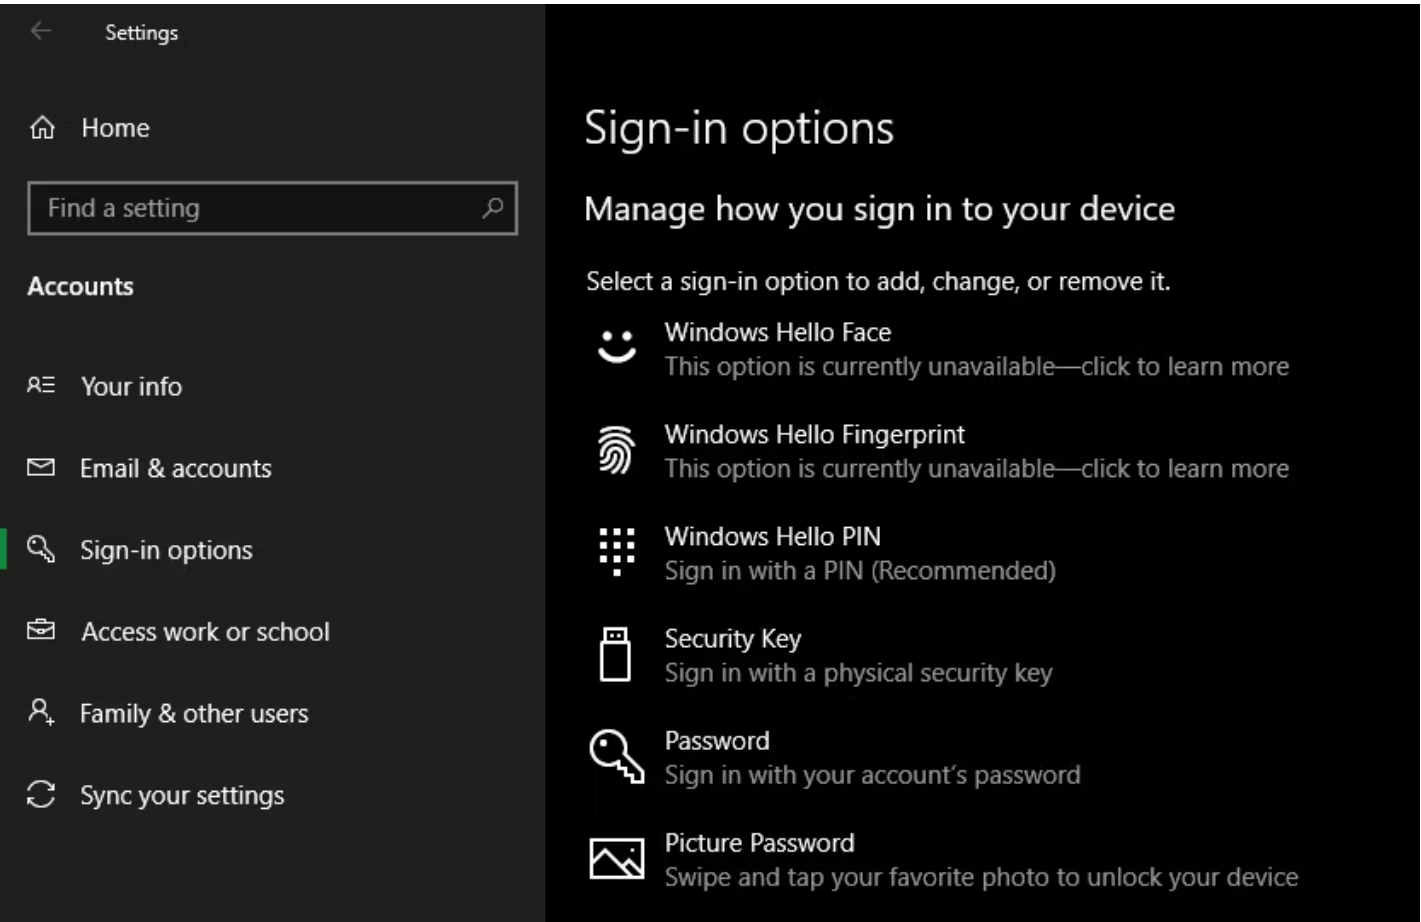 Settings
Home
Find a setting
Accounts
Your info
Email & accounts
Sign-in options
Access work or school
Family & other users
Sync your settings
Sign-in options
Manage how you sign in to your device
Select a sign-in option to add, change, or remove it.
Windows Hello Face
This option is currently unavailable—click to learn more
Windows Hello Fingerprint
This option is currently unavailable—click to learn more
Windows Hello PIN
Sign in with a PIN (Recommended)
Security Key
Sign in with a physical security key
Password
Sign in with your account's password
Picture Password
Swipe and tap your favorite photo to unlock your device